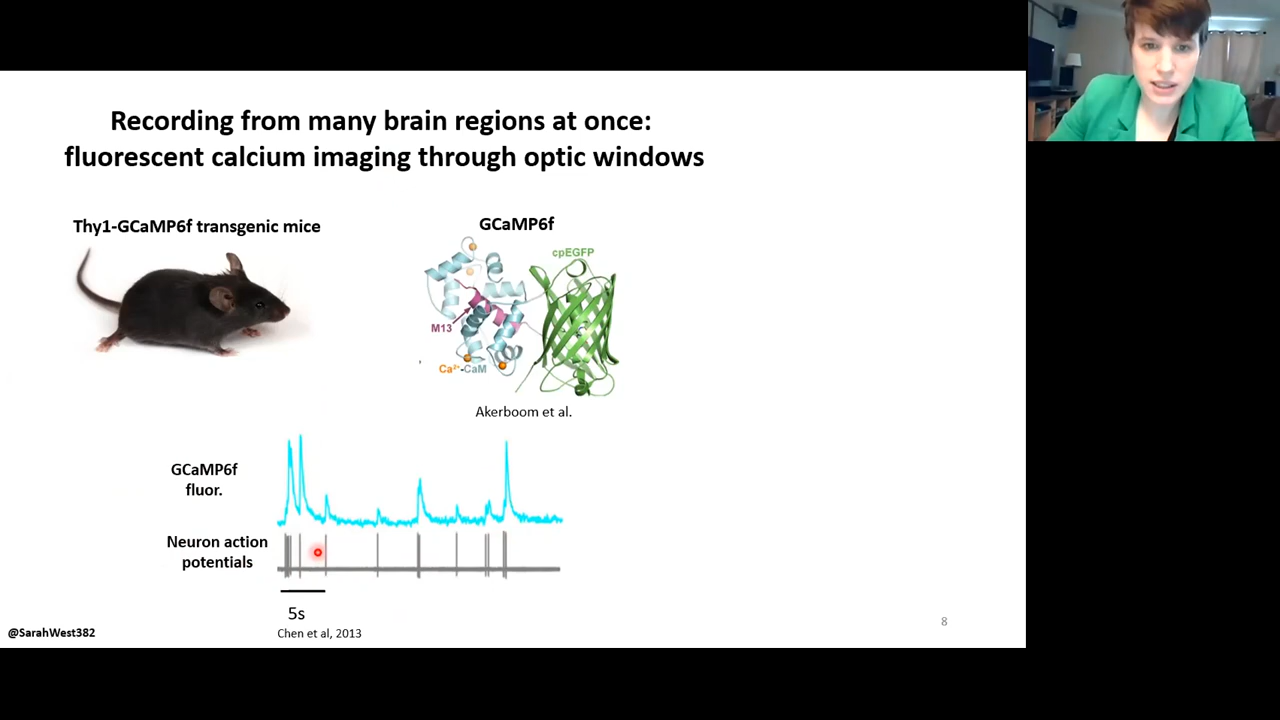 Recording from many brain regions at once:
fluorescent calcium imaging through optic windows
Thy1-GCaMP6f transgenic mice
GCaMP6f
cpEGFP
M13
Ca²⁺-CaM
Akerboom et al.
GCaMP6f
fluor.
Neuron action
potentials
5s
Chen et al, 2013
@SarahWest382
8